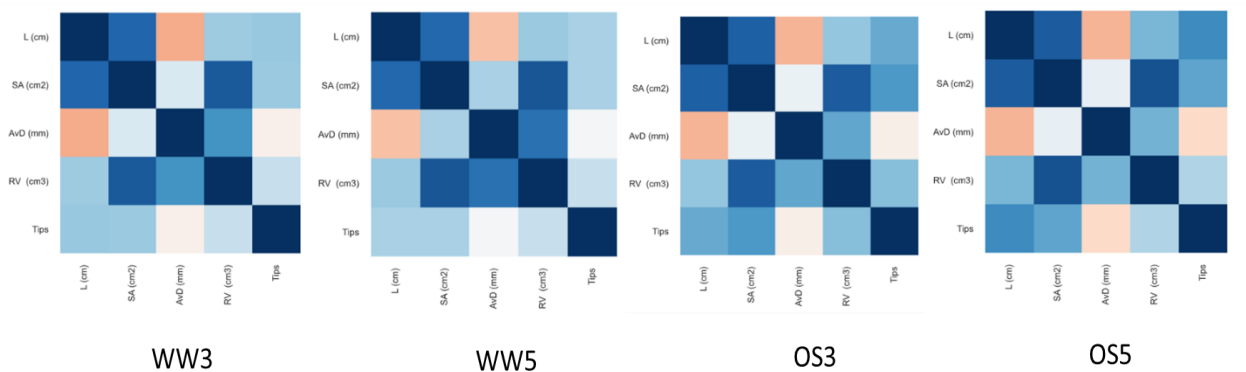 L (cm)
SA (cm2)
AvD (mm)
RV (cm3)
Tips
L (cm)
SA (cm2)
AvD (mm)
RV (cm3)
Tips
WW3
L (cm)
SA (cm2)
AvD (mm)
RV (cm3)
Tips
L (cm)
SA (cm2)
AvD (mm)
RV (cm3)
Tips
WW5
L (cm)
SA (cm2)
AvD (mm)
RV (cm3)
Tips
L (cm)
SA (cm2)
AvD (mm)
RV (cm3)
Tips
OS3
L (cm)
SA (cm2)
AvD (mm)
RV (cm3)
Tips
L (cm)
SA (cm2)
AvD (mm)
RV (cm3)
Tips
OS5